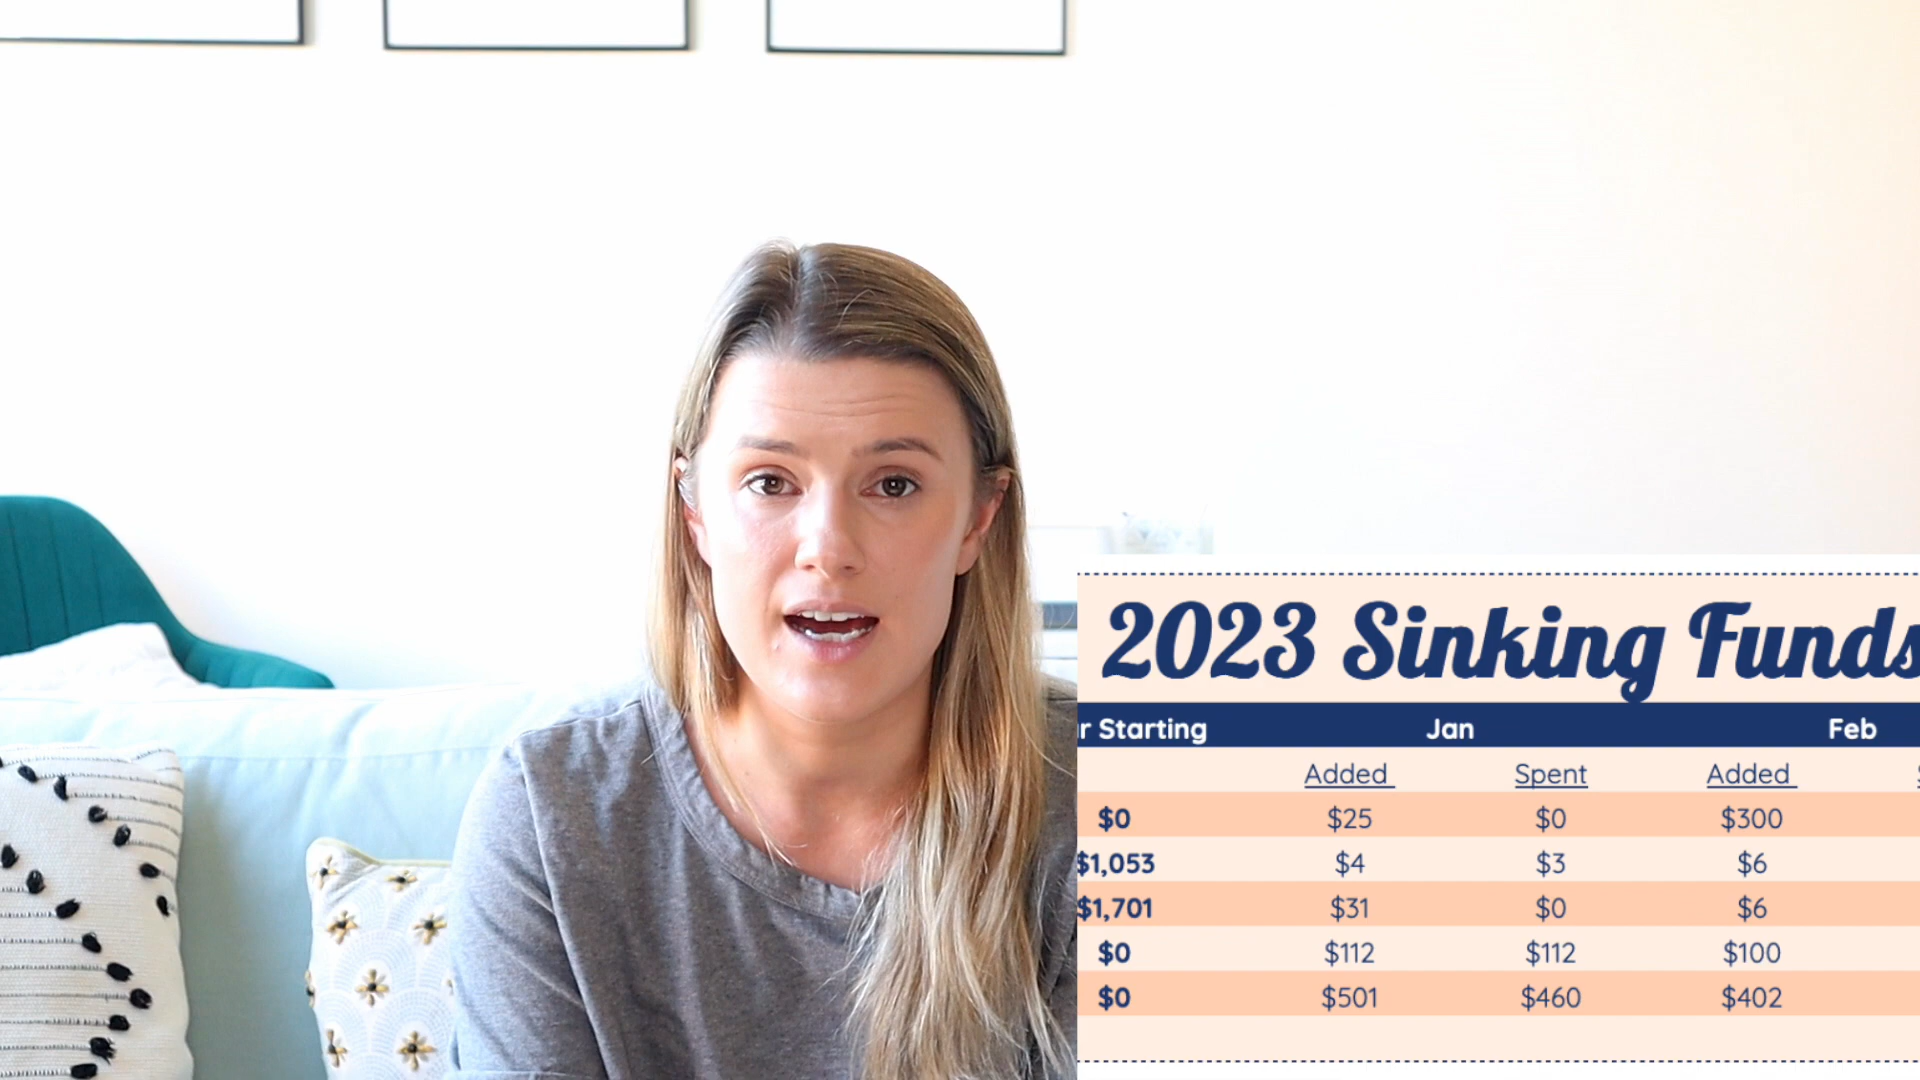 2023 Sinking Funds
Starting Jan Feb
Added Spent Added
$0 $25 $0 $300
$1,053 $4 $3 $6
$1,701 $31 $0 $6
$0 $112 $112 $100
$0 $501 $460 $402